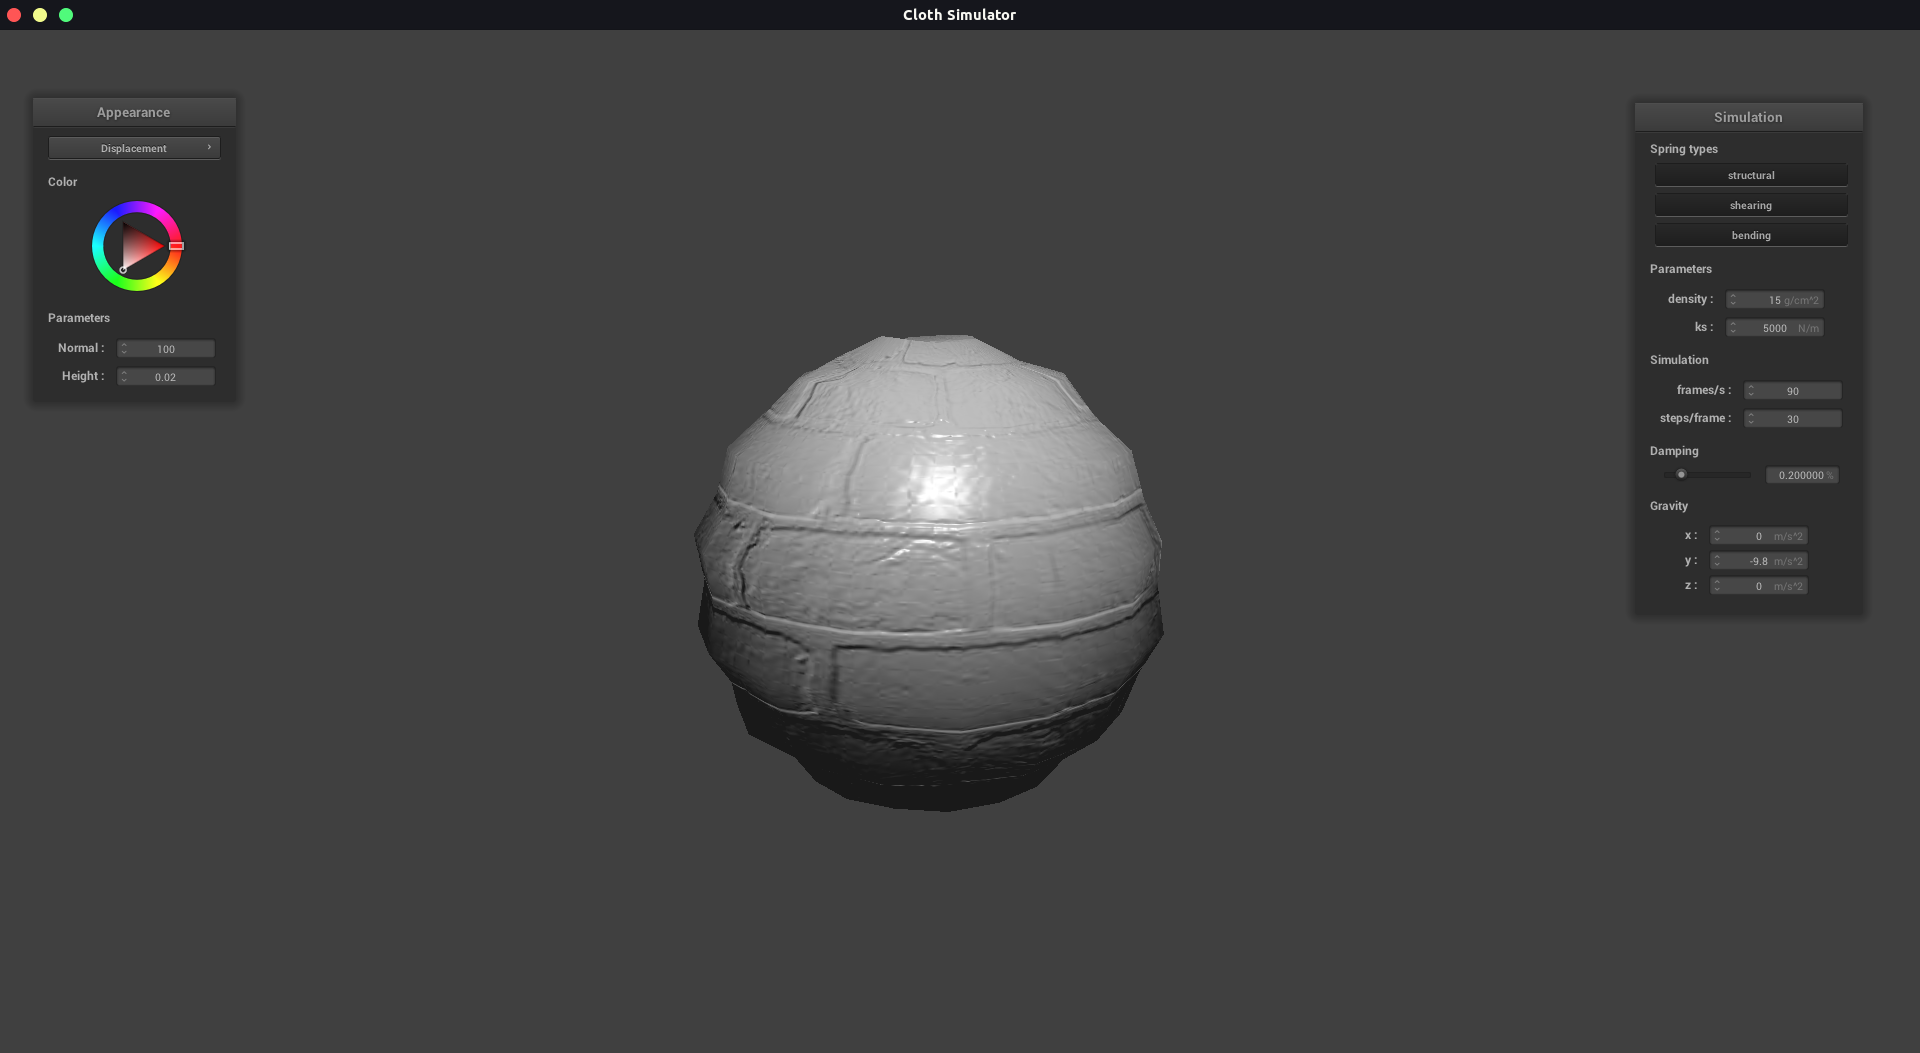 Cloth Simulator
Appearance
Displacement
Color
Parameters
Normal : 100
Height : 0.02
Simulation
Spring types
structural
shearing
bending
Parameters
density : 15 g/cm^2
ks : 5000 N/m
Simulation
frames/s : 90
steps/frame : 30
Damping
0.200000 %
Gravity
x : 0 m/s^2
y : -9.8 m/s^2
z : 0 m/s^2